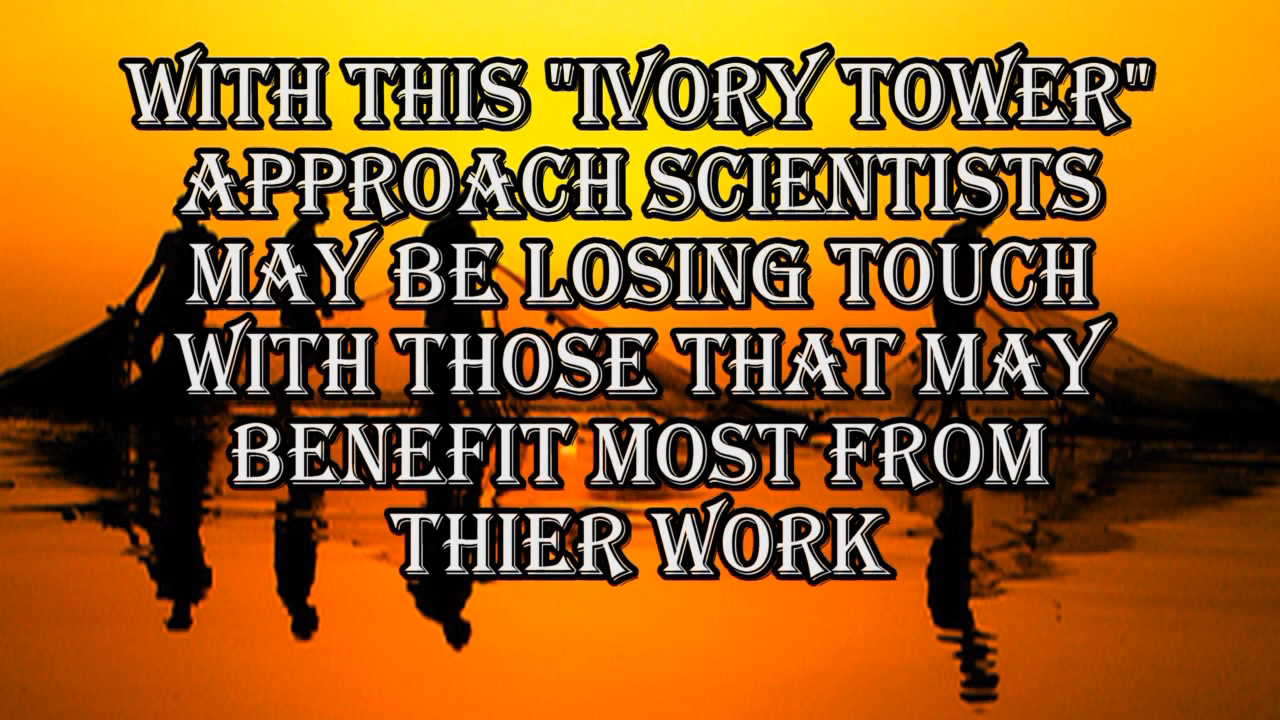 WITH THIS "IVORY TOWER"
APPROACH SCIENTISTS
MAY BE LOSING TOUCH
WITH THOSE THAT MAY
BENEFIT MOST FROM
THIER WORK